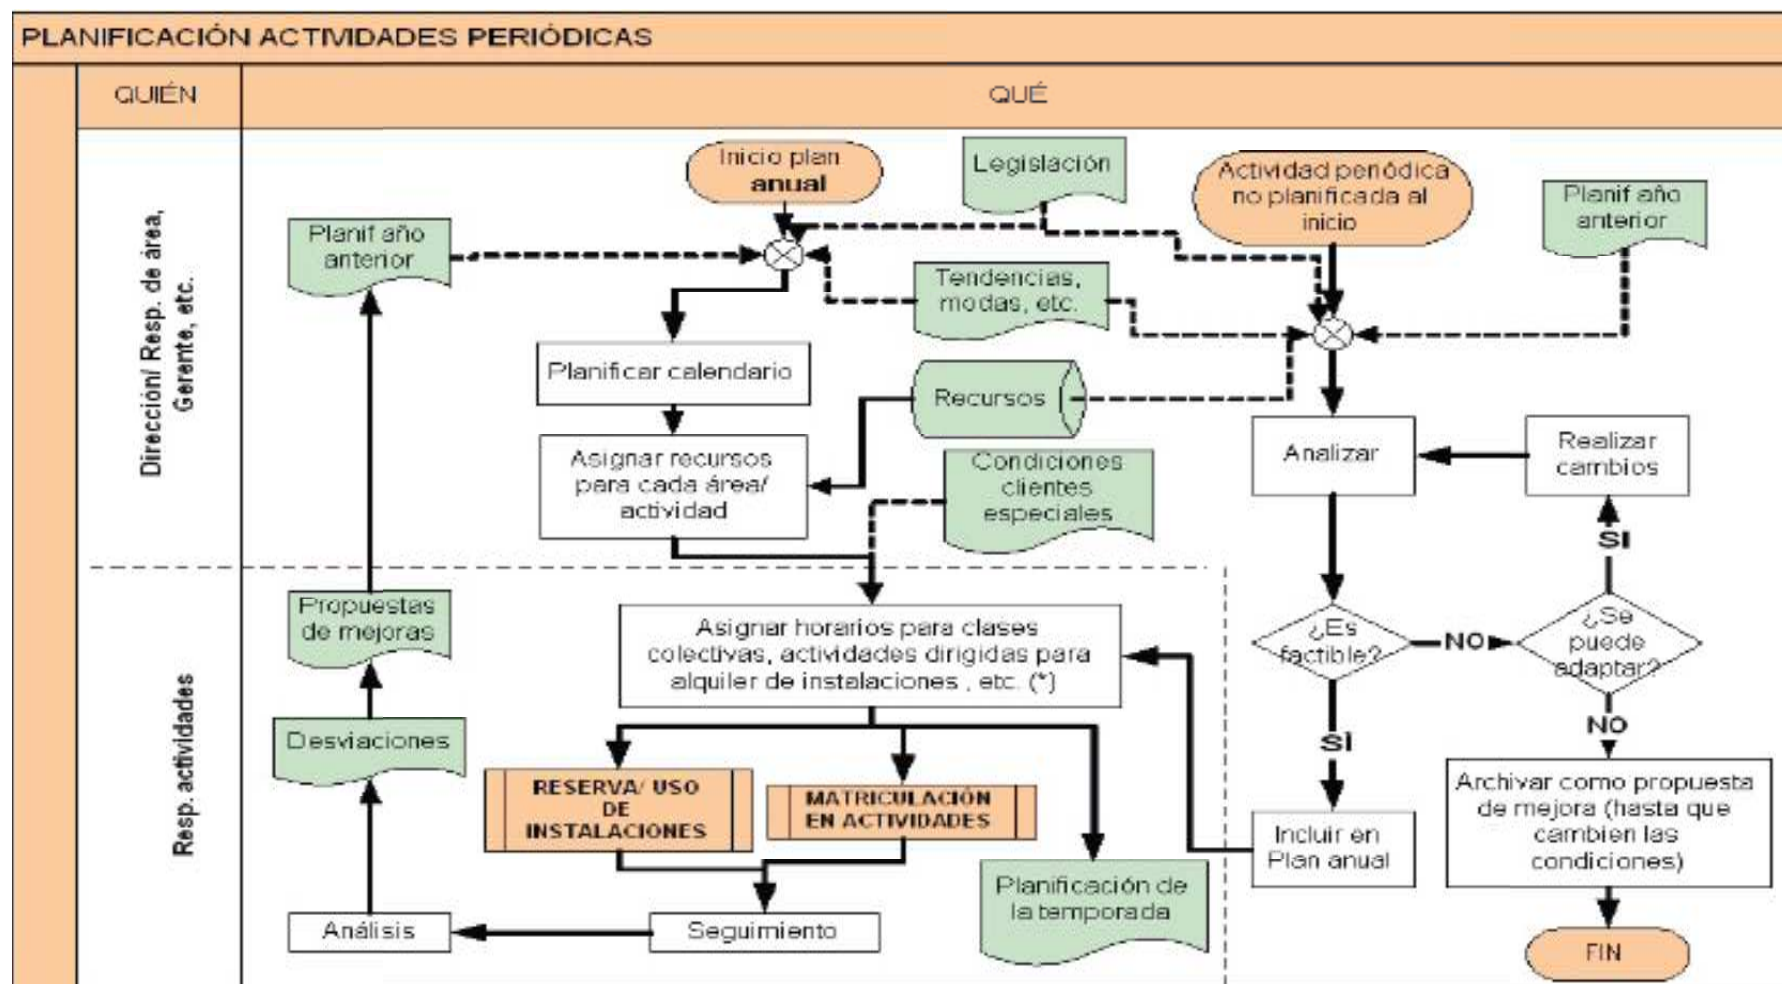 PLANIFICACIÓN ACTIVIDADES PERIÓDICAS
QUIÉN
QUÉ
Dirección/ Resp. de área,
Gerente, etc.
Inicio plan
anual
Legislación
Actividad periódica
no planificada al
inicio
Planif año
anterior
Planif año
anterior
Tendencias,
modas, etc.
Planificar calendario
Recursos
Asignar recursos
para cada área/
actividad
Condiciones
clientes
especiales
Analizar
Realizar
cambios
SI
Resp. actividades
Propuestas
de mejoras
Asignar horarios para clases
colectivas, actividades dirigidas para
alquiler de instalaciones , etc. (*)
¿Es
factible?
NO
¿Se
puede
adaptar?
Desviaciones
SÌ
NO
RESERVA/ USO
DE
INSTALACIONES
MATRICULACIÓN
EN ACTIVIDADES
Incluir en
Plan anual
Archivar como propuesta
de mejora (hasta que
cambien las
condiciones)
Planificación de
la temporada
Análisis
Seguimiento
FIN